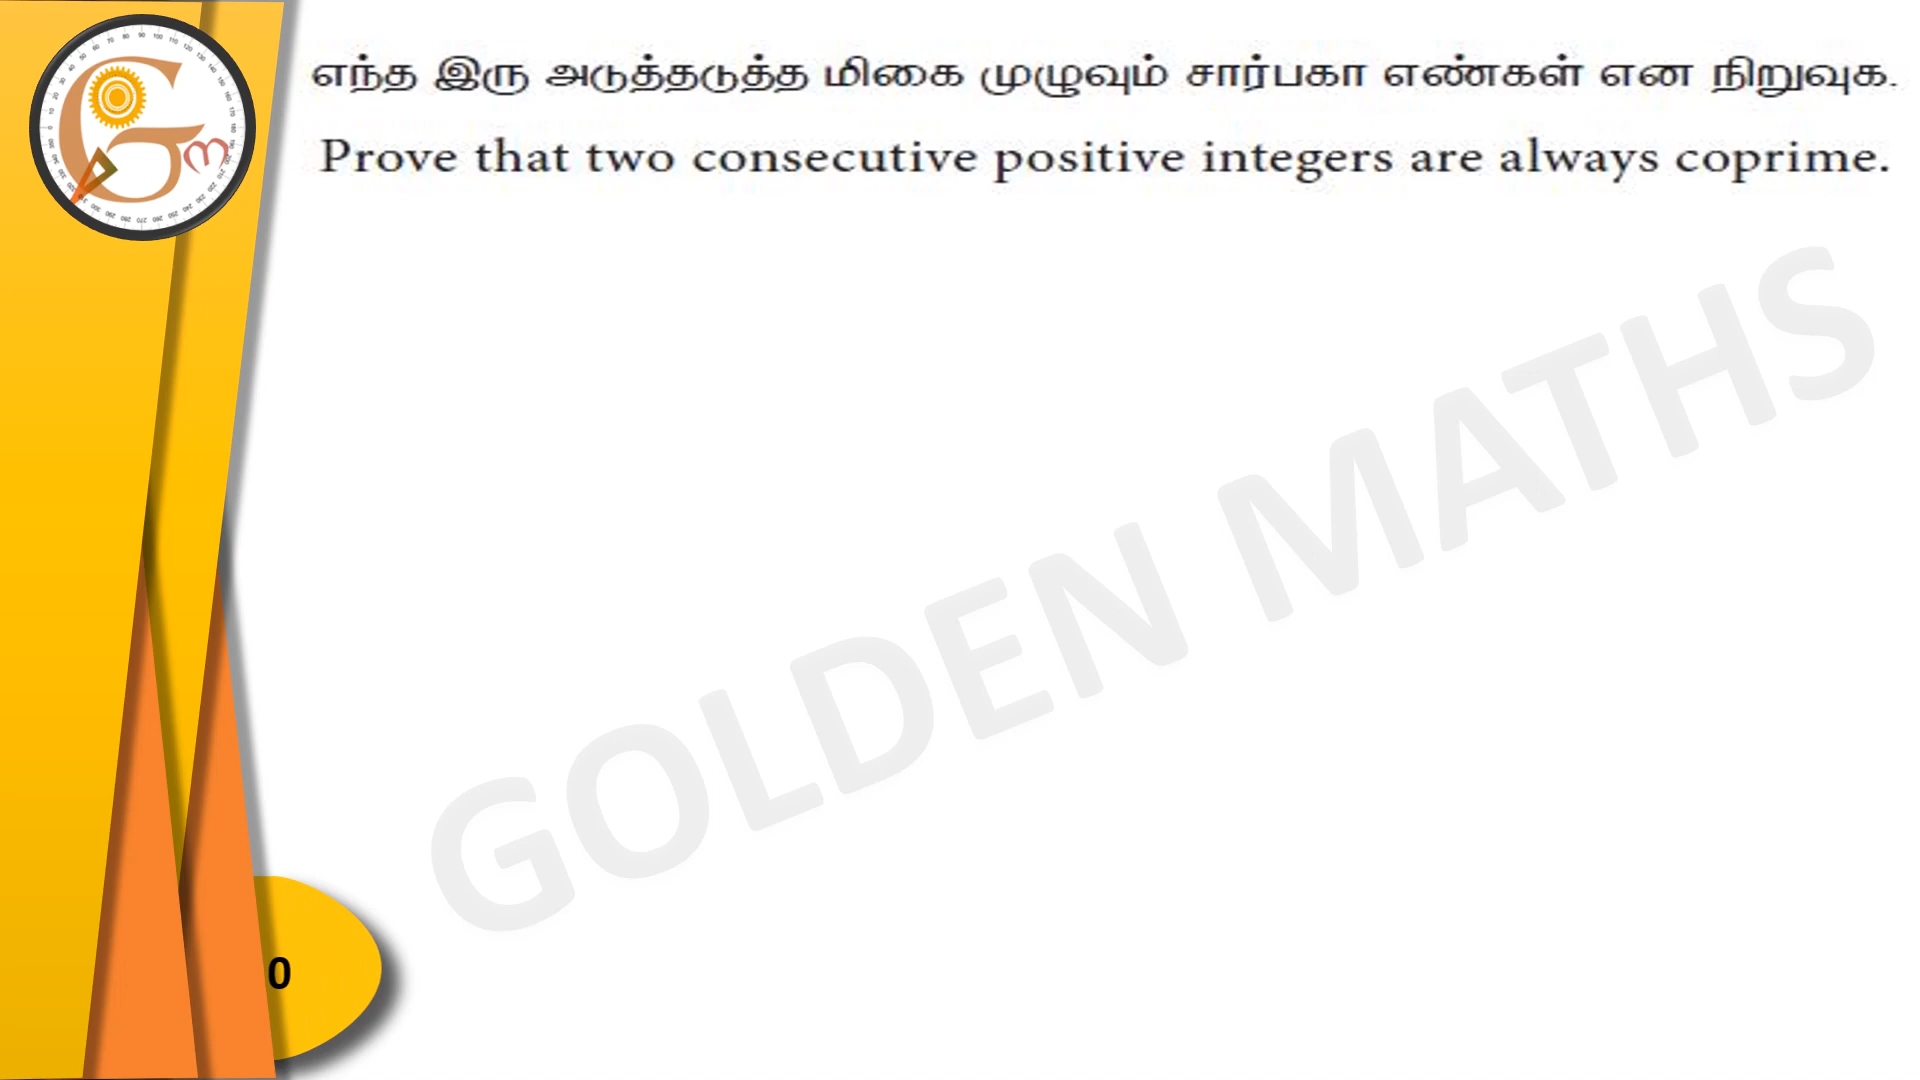 எந்த இரு அடுத்தடுத்த மிகை முழுவும் சார்பகா எண்கள் என நிறுவுக.
Prove that two consecutive positive integers are always coprime.
GOLDEN MATHS
0